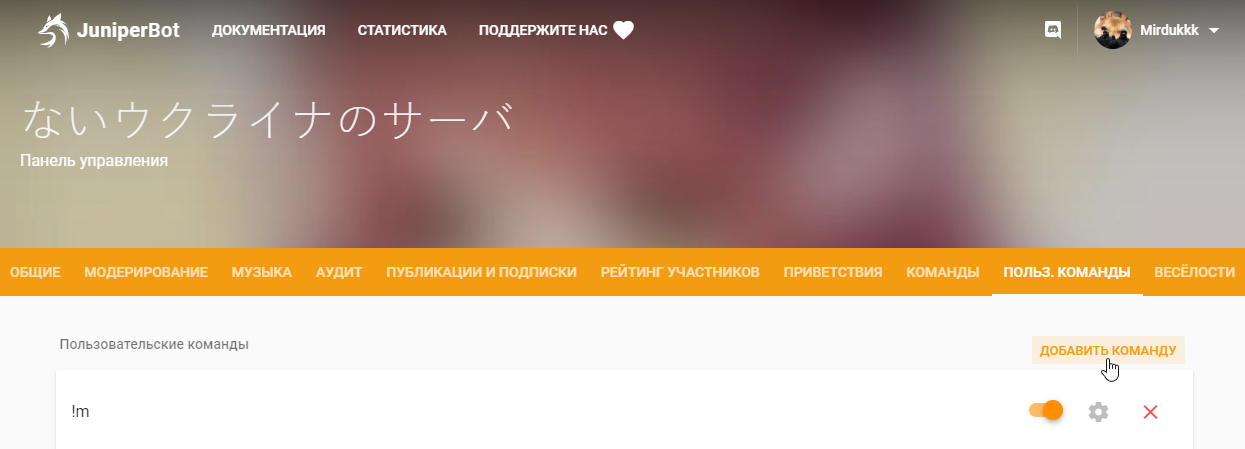 JuniperBot ДОКУМЕНТАЦИЯ СТАТИСТИКА ПОДДЕРЖИТЕ НАС Mirdukkk
ないウクライナのサーバ
Панель управления
ОБЩИЕ МОДЕРИРОВАНИЕ МУЗЫКА АУДИТ ПУБЛИКАЦИИ И ПОДПИСКИ РЕЙТИНГ УЧАСТНИКОВ ПРИВЕТСТВИЯ КОМАНДЫ ПОЛЬЗ. КОМАНДЫ ВЕСЁЛОСТИ
Пользовательские команды ДОБАВИТЬ КОМАНДУ
!m